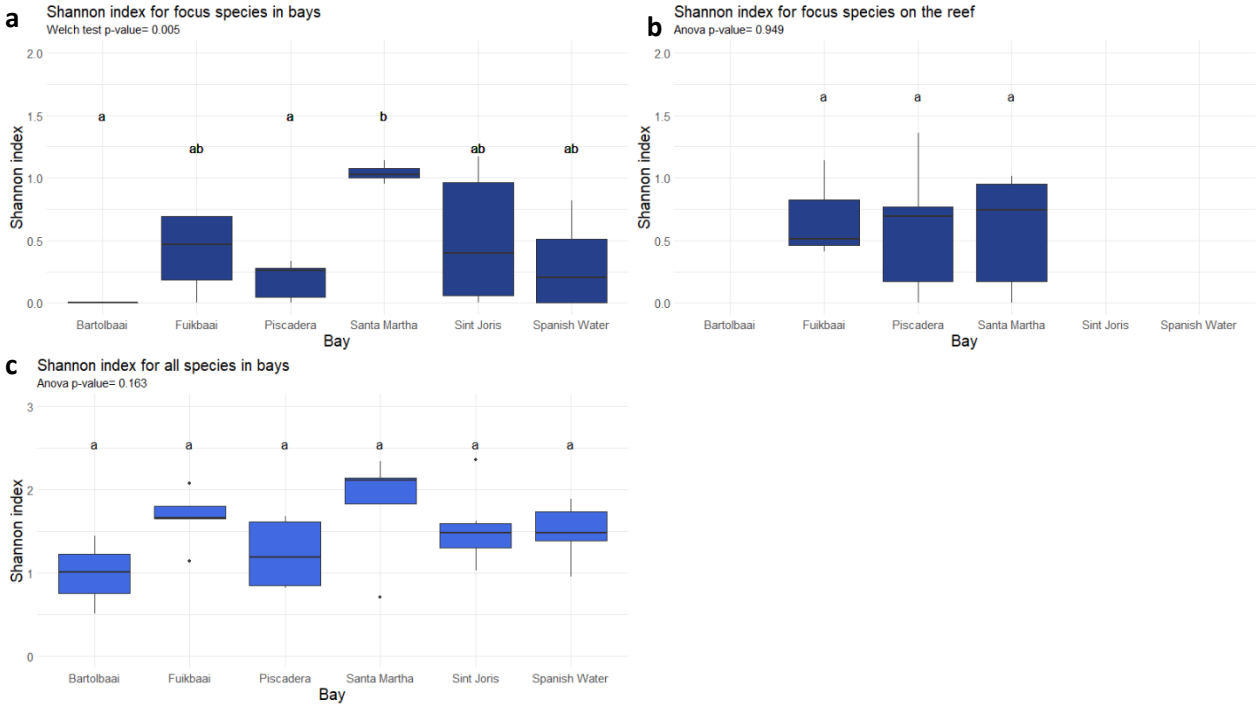 a
Shannon index for focus species in bays
Welch test p-value= 0.005
2.0
1.5
1.0
0.5
0.0
Shannon index
a
ab
a
b
ab
ab
Bartolbaai
Fuikbaai
Piscadera
Santa Martha
Sint Joris
Spanish Water
Bay
b
Shannon index for focus species on the reef
Anova p-value= 0.949
2.0
1.5
1.0
0.5
0.0
Shannon index
a
a
a
Bartolbaai
Fuikbaai
Piscadera
Santa Martha
Sint Joris
Spanish Water
Bay
c
Shannon index for all species in bays
Anova p-value= 0.163
3
2
1
0
Shannon index
a
a
a
a
a
a
Bartolbaai
Fuikbaai
Piscadera
Santa Martha
Sint Joris
Spanish Water
Bay